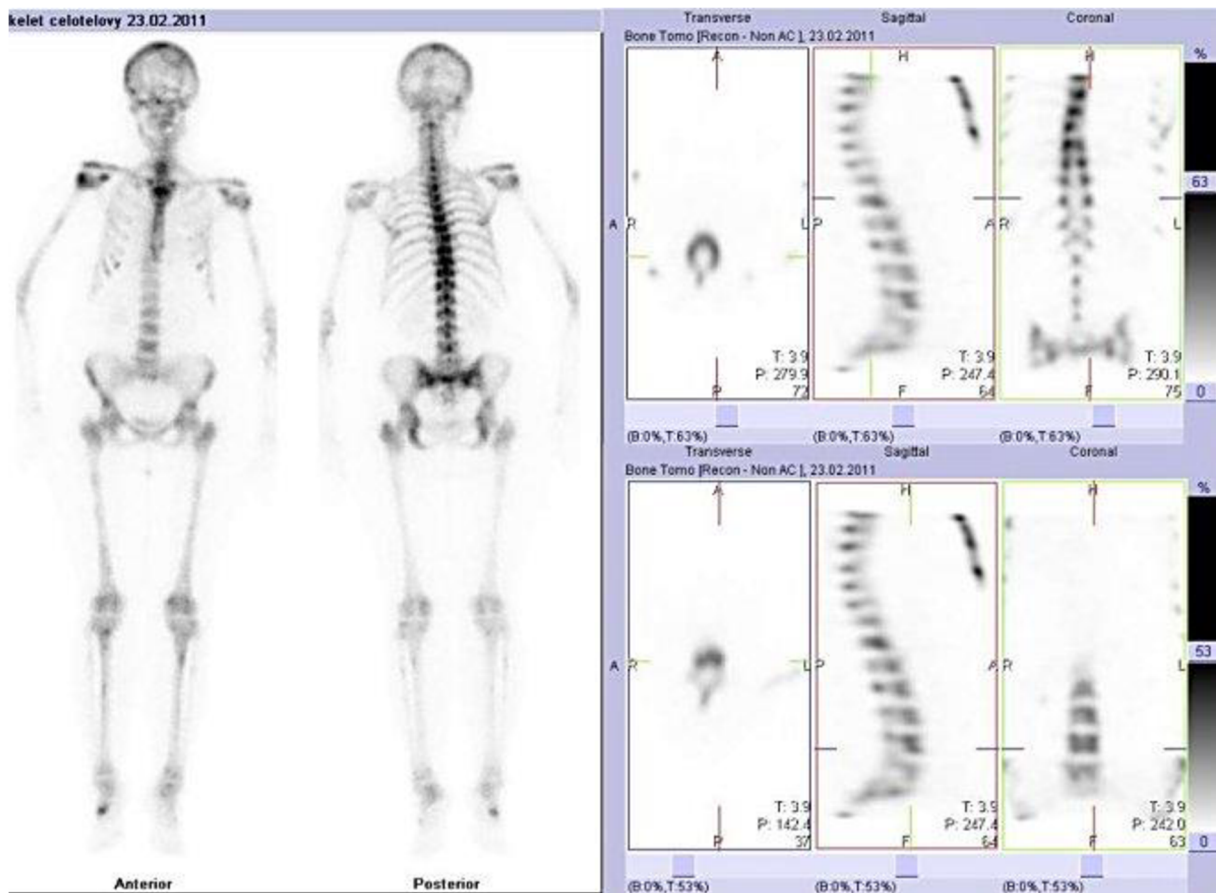 kelet celotelovy 23.02.2011
Anterior
Posterior
Transverse Sagittal Coronal
Bone Tomo [Recon - Non AC ], 23.02.2011
%
A H H
A R L P A R L
63
T: 3.9 T: 3.9 T: 3.9
P: 279.9 P: 247.4 P: 290.1
P 72 F 64 F 75
0
(B:0%,T:63%) (B:0%,T:63%) (B:0%,T:63%)
Transverse Sagittal Coronal
Bone Tomo [Recon - Non AC ], 23.02.2011
%
A H H
53
A R L P A R L
T: 3.9 T: 3.9 T: 3.9
P: 142.4 P: 247.4 P: 242.0
P 37 F 64 F 63
0
(B:0%,T:53%) (B:0%,T:53%) (B:0%,T:53%)